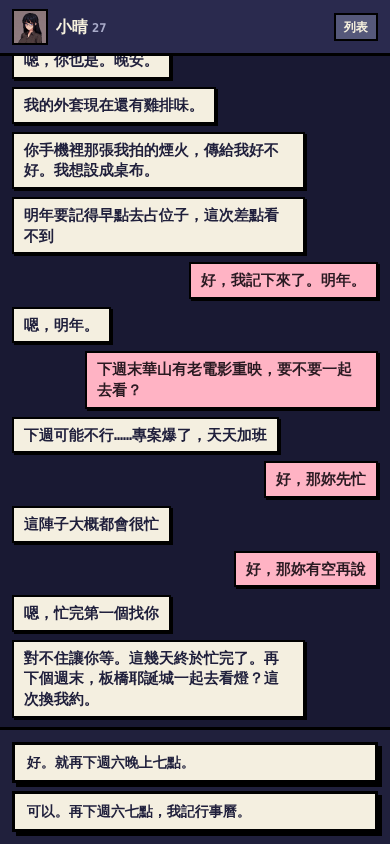 小晴 27
列表
嗯，你也是。晚安。
我的外套現在還有雞排味。
你手機裡那張我拍的煙火，傳給我好不
好。我想設成桌布。
明年要記得早點去占位子，這次差點看
不到
好，我記下來了。明年。
嗯，明年。
下週末華山有老電影重映，要不要一起
去看？
下週可能不行……專案爆了，天天加班
好，那妳先忙
這陣子大概都會很忙
好，那妳有空再說
嗯，忙完第一個找你
對不住讓你等。這幾天終於忙完了。再
下個週末，板橋耶誕城一起去看燈？這
次換我約。
好。就再下週六晚上七點。
可以。再下週六七點，我記行事曆。